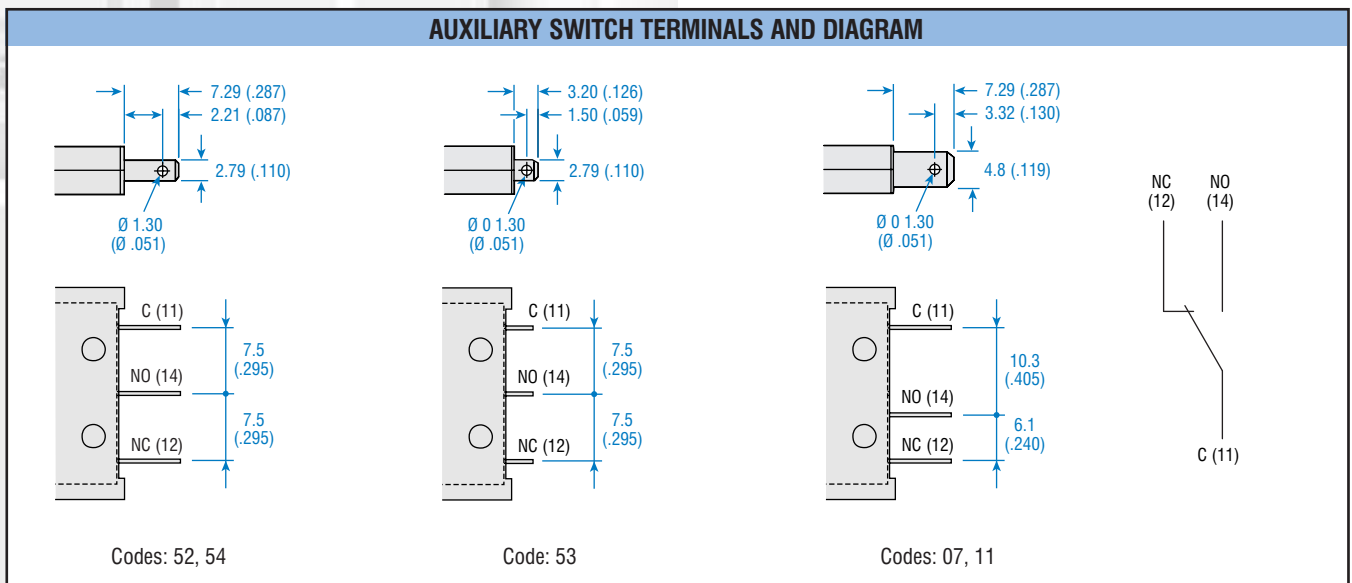 AUXILIARY SWITCH TERMINALS AND DIAGRAM
7.29 (.287)
2.21 (.087)
2.79 (.110)
Ø 1.30
(Ø .051)
C (11)
7.5
(.295)
NO (14)
7.5
(.295)
NC (12)
Codes: 52, 54
3.20 (.126)
1.50 (.059)
2.79 (.110)
Ø 0 1.30
(Ø .051)
C (11)
7.5
(.295)
NO (14)
7.5
(.295)
NC (12)
Code: 53
7.29 (.287)
3.32 (.130)
4.8 (.119)
Ø 0 1.30
(Ø .051)
C (11)
10.3
(.405)
NO (14)
6.1
(.240)
NC (12)
Codes: 07, 11
NC
(12)
NO
(14)
C (11)